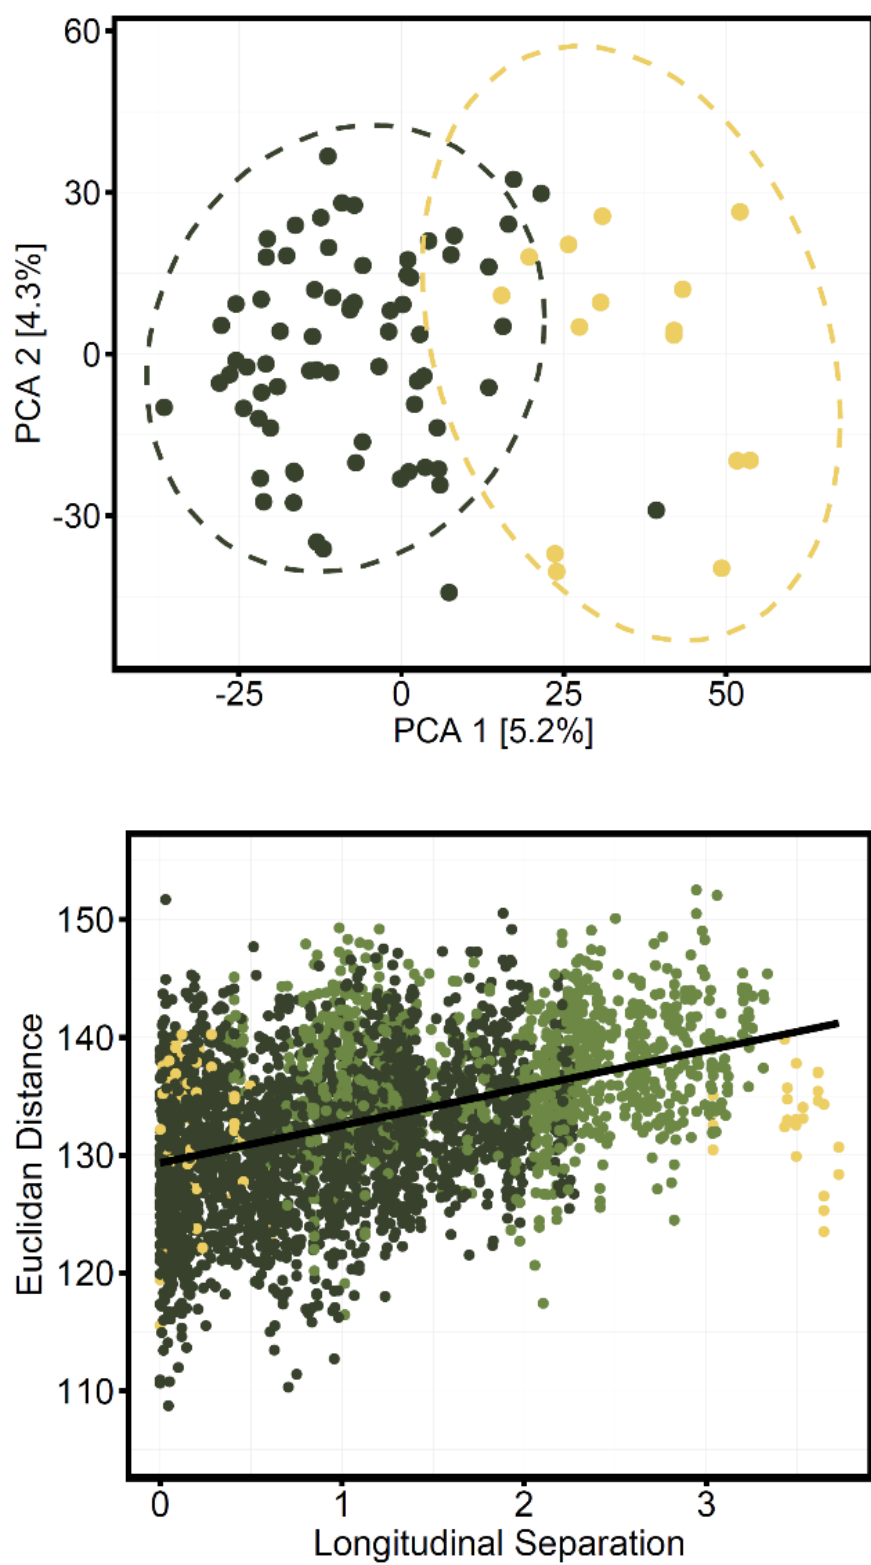 60
30
0
-30
PCA 2 [4.3%]
-25 0 25 50
PCA 1 [5.2%]
150
140
130
120
110
Euclidan Distance
0 1 2 3
Longitudinal Separation